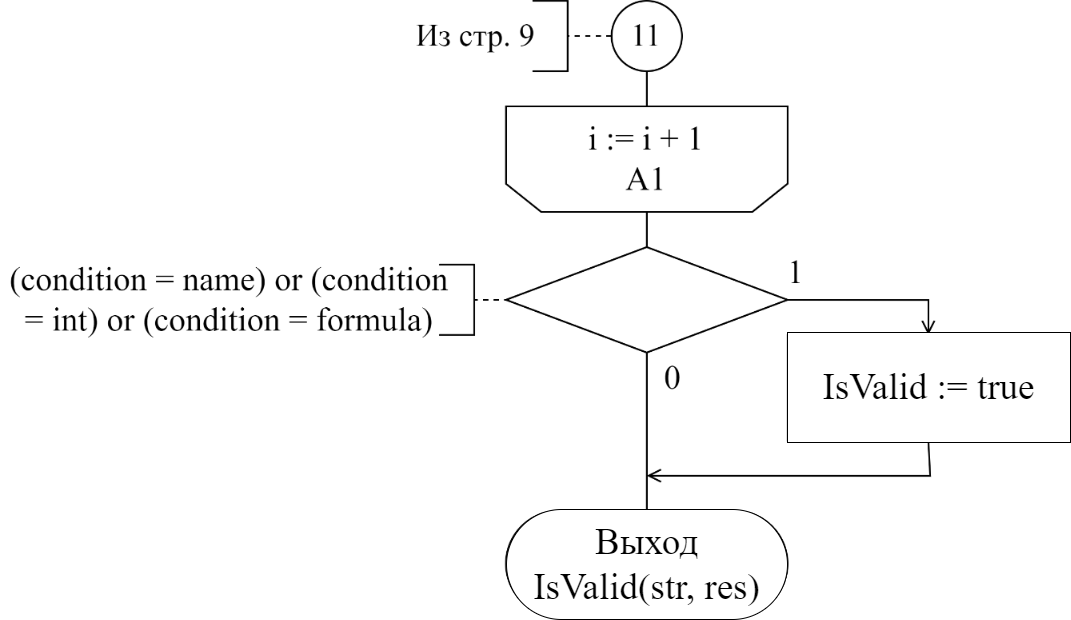 Из стр. 9
11
i := i + 1
A1
(condition = name) or (condition
= int) or (condition = formula)
1
0
IsValid := true
Выход
IsValid(str, res)